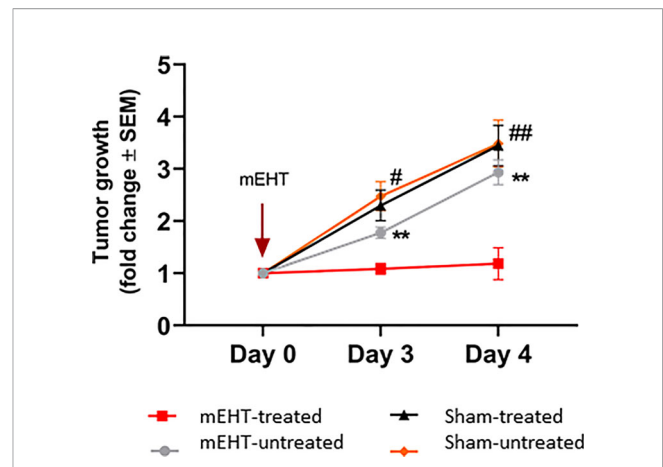 Tumor growth
(fold change ± SEM)
5
4
3
2
1
0
mEHT
#
**
##
**
Day 0 Day 3 Day 4
mEHT-treated Sham-treated
mEHT-untreated Sham-untreated